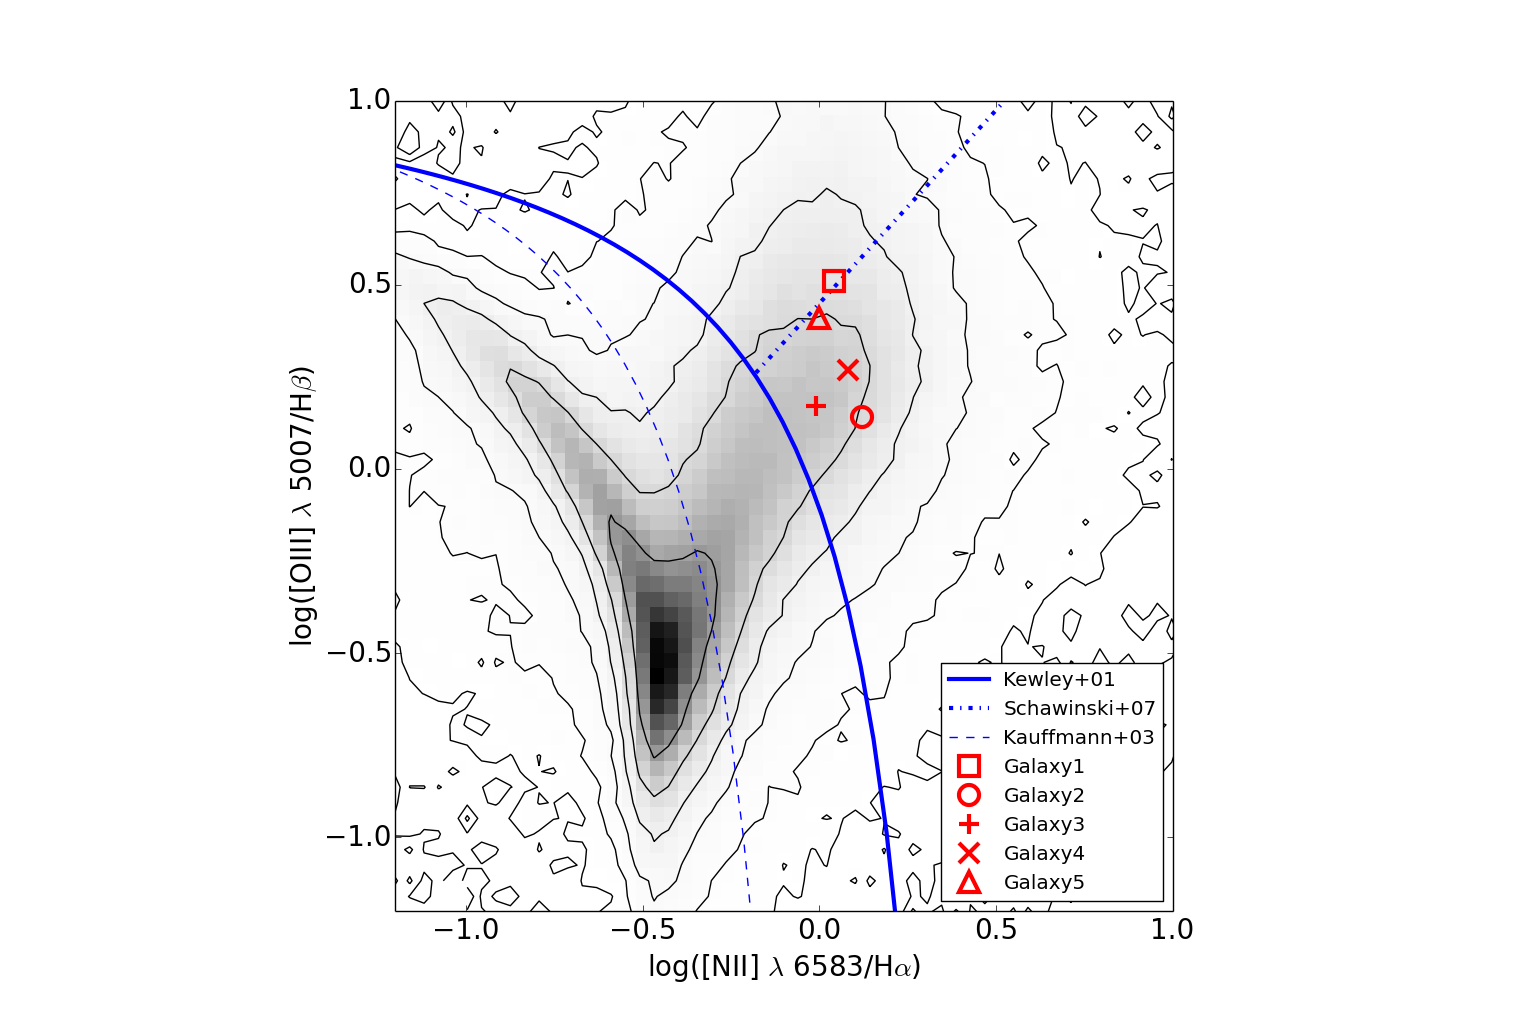 1.0
0.5
0.0
−0.5
−1.0
log([OIII] λ 5007/Hβ)
−1.0
−0.5
0.0
0.5
1.0
log([NII] λ 6583/Hα)
Kewley+01
Schawinski+07
Kauffmann+03
Galaxy1
Galaxy2
Galaxy3
Galaxy4
Galaxy5